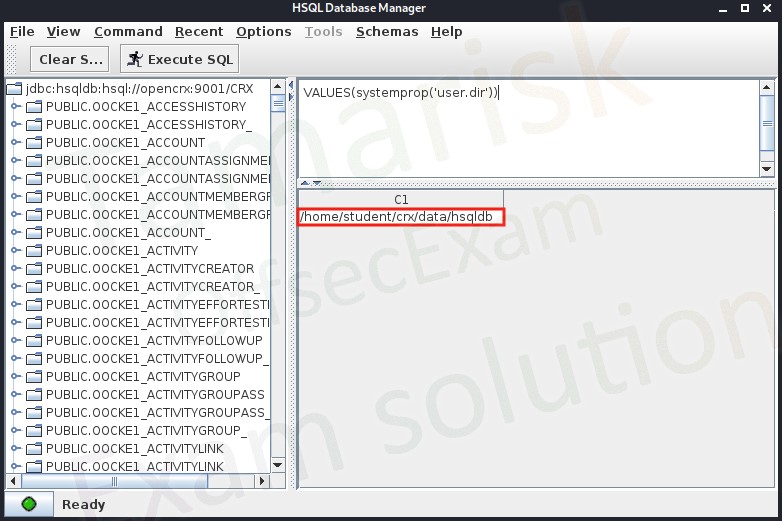 HSQL Database Manager
File View Command Recent Options Tools Schemas Help
Clear S... Execute SQL
jdbc:hsqldb:hsql://opencrx:9001/CRX
PUBLIC.OOCKE1_ACCESSHISTORY
PUBLIC.OOCKE1_ACCESSHISTORY_
PUBLIC.OOCKE1_ACCOUNT
PUBLIC.OOCKE1_ACCOUNTASSIGNME
PUBLIC.OOCKE1_ACCOUNTASSIGNME
PUBLIC.OOCKE1_ACCOUNTMEMBERGF
PUBLIC.OOCKE1_ACCOUNTMEMBERGF
PUBLIC.OOCKE1_ACCOUNT_
PUBLIC.OOCKE1_ACTIVITY
PUBLIC.OOCKE1_ACTIVITYCREATOR
PUBLIC.OOCKE1_ACTIVITYCREATOR_
PUBLIC.OOCKE1_ACTIVITYEFFORTESTI
PUBLIC.OOCKE1_ACTIVITYEFFORTESTI
PUBLIC.OOCKE1_ACTIVITYFOLLOWUP
PUBLIC.OOCKE1_ACTIVITYFOLLOWUP_
PUBLIC.OOCKE1_ACTIVITYGROUP
PUBLIC.OOCKE1_ACTIVITYGROUPASS
PUBLIC.OOCKE1_ACTIVITYGROUPASS_
PUBLIC.OOCKE1_ACTIVITYGROUP_
PUBLIC.OOCKE1_ACTIVITYLINK
PUBLIC.OOCKE1_ACTIVITYLINK
VALUES(systemprop('user.dir'))
C1
/home/student/crx/data/hsqldb
Tamarisk
OffsecExam
Exam solution
Ready